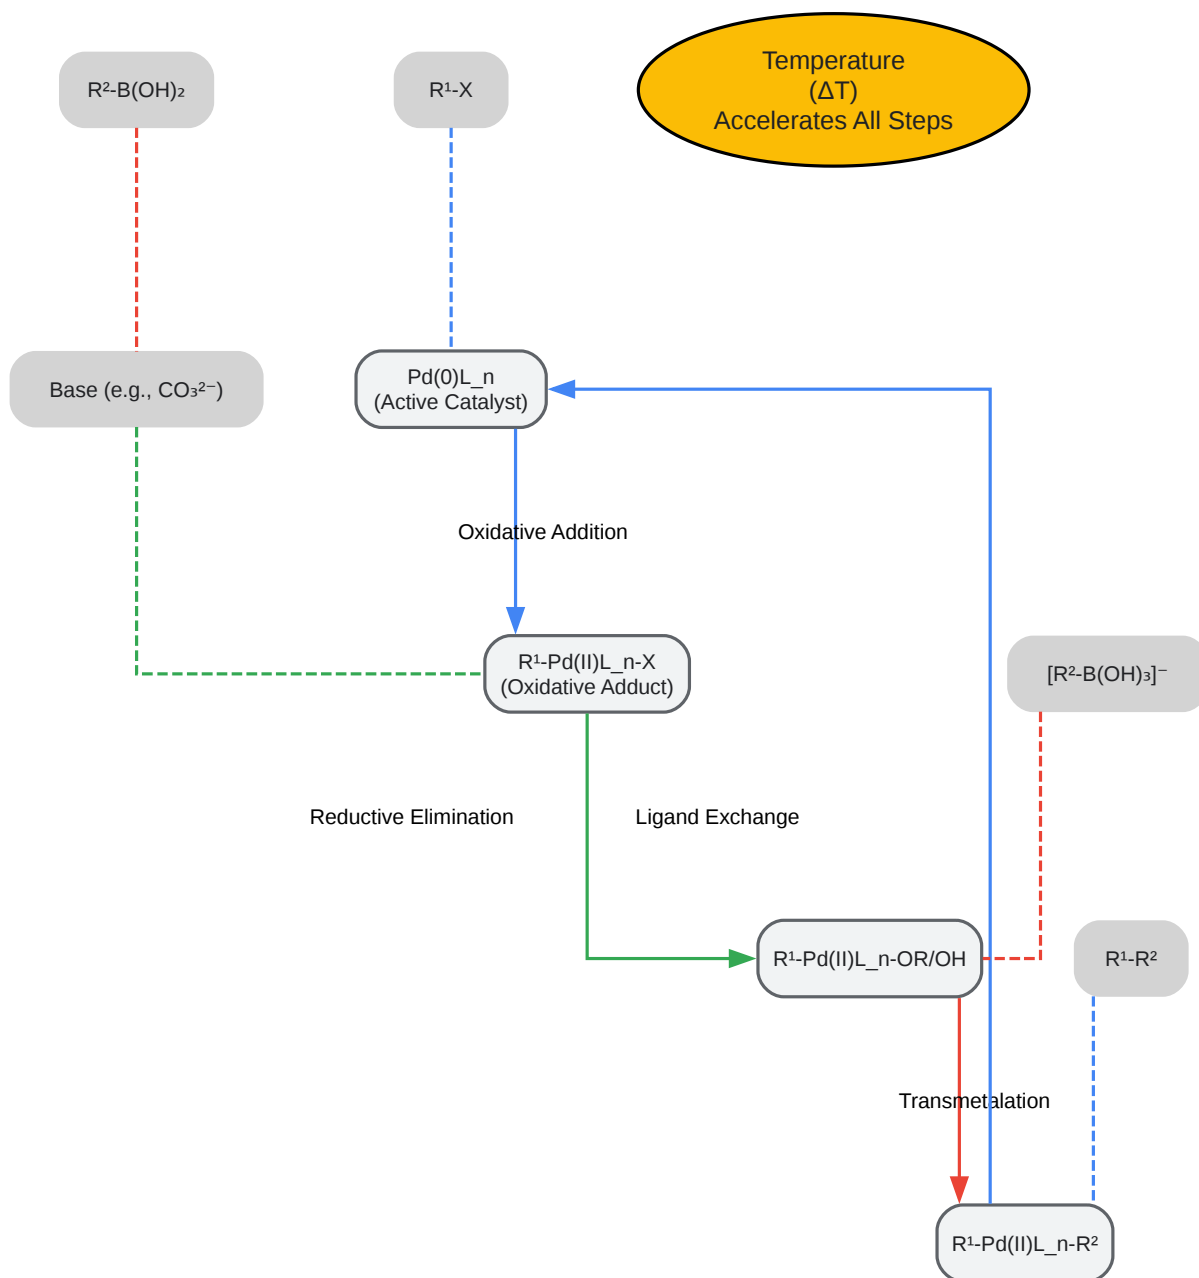 R²-B(OH)₂
R¹-X
Temperature
(ΔT)
Accelerates All Steps
Base (e.g., CO₃²⁻)
Pd(0)L_n
(Active Catalyst)
Oxidative Addition
R¹-Pd(II)L_n-X
(Oxidative Adduct)
[R²-B(OH)₃]⁻
Reductive Elimination
Ligand Exchange
R¹-Pd(II)L_n-OR/OH
R¹-R²
Transmetalation
R¹-Pd(II)L_n-R²